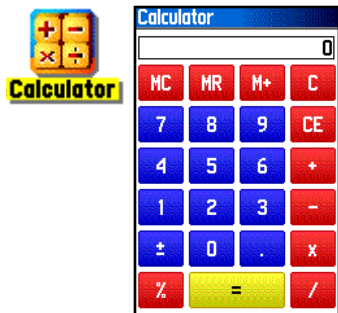 Calculator
Calculator
0
MC MR M+ C
7 8 9 CE
4 5 6 +
1 2 3 -
± 0 . x
% = /